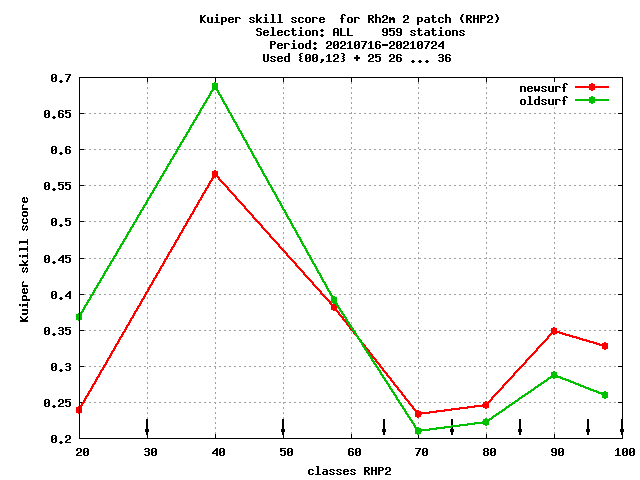 Kuiper skill score  for Rh2m 2 patch (RHP2)
Selection: ALL    959 stations
Period: 20210716-20210724
Used {00,12} + 25 26 ... 36
newsurf
oldsurf
0.7
0.65
0.6
0.55
0.5
0.45
0.4
0.35
0.3
0.25
0.2
Kuiper skill score
20 30 40 50 60 70 80 90 100
classes RHP2